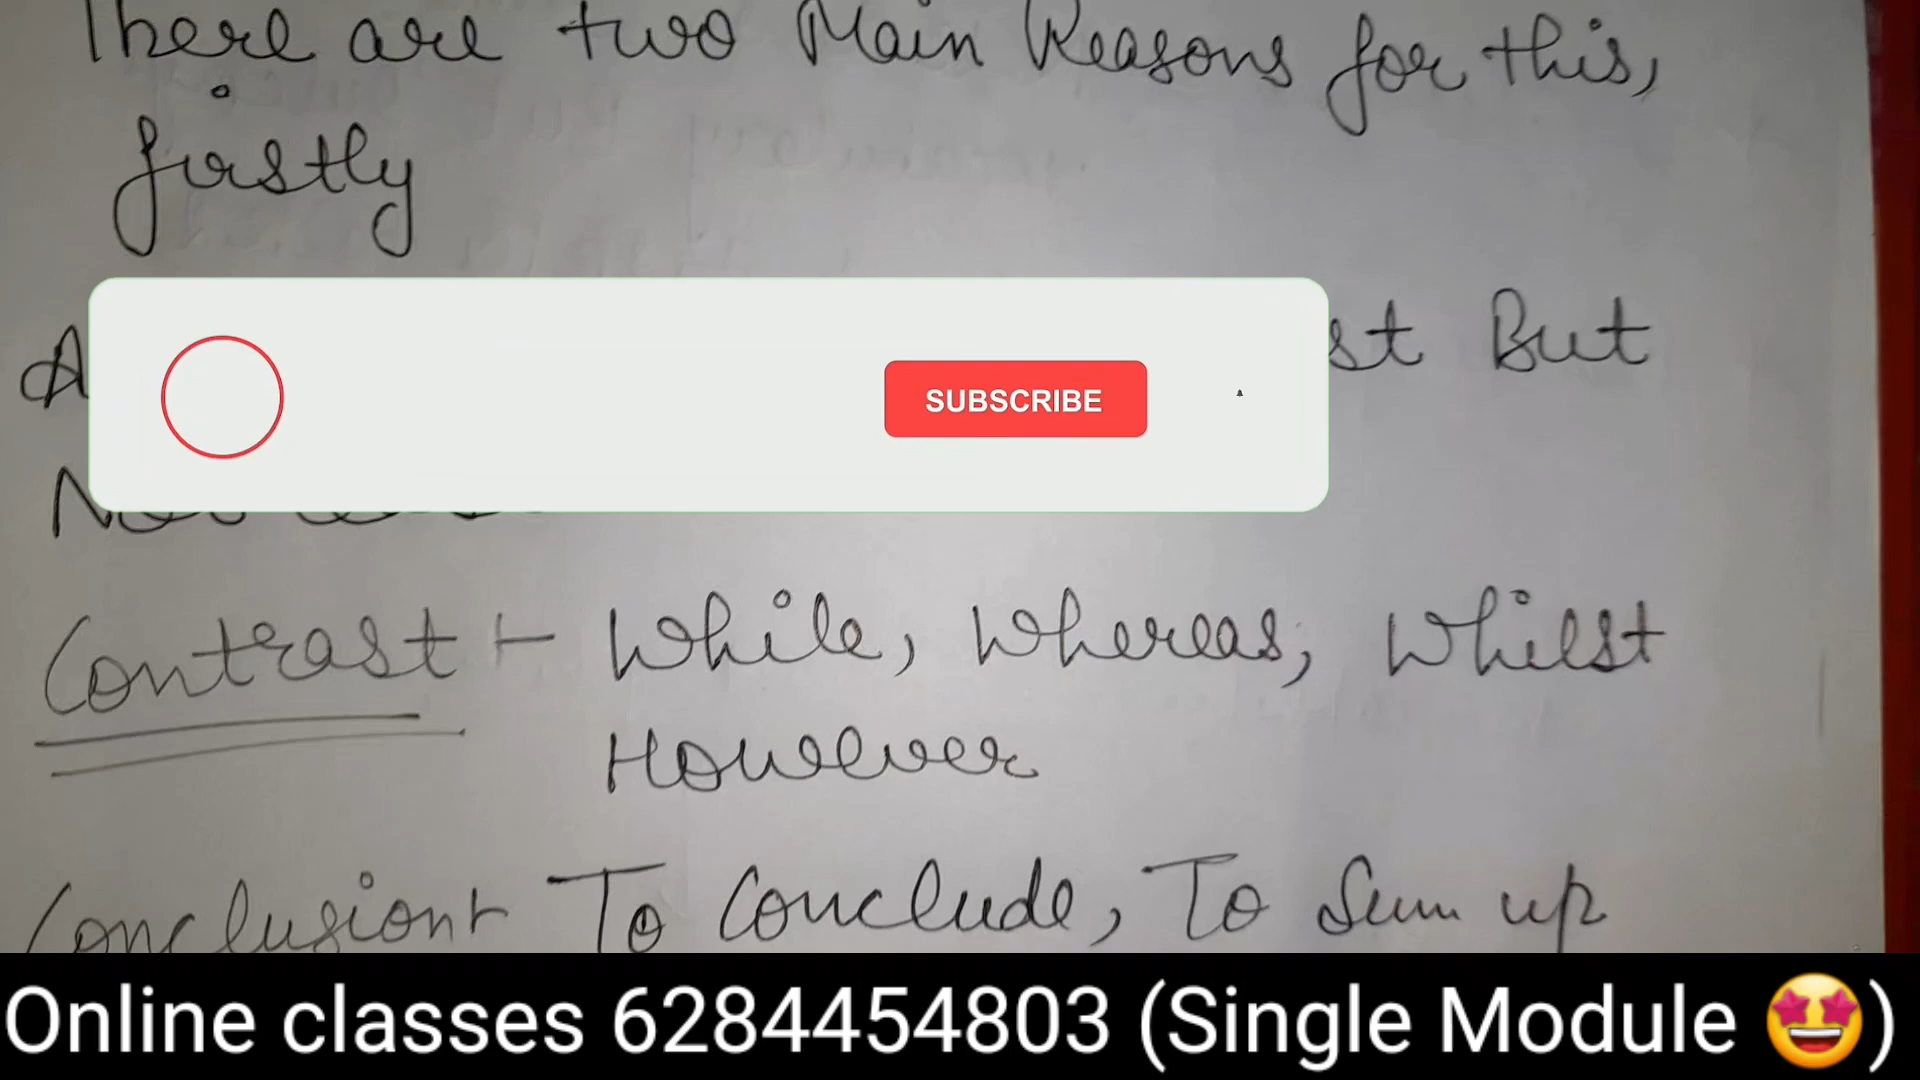 There are two Main Reasons for this,
firstly
But
SUBSCRIBE
Contrast - While, Whereas, Whilst
However
Conclusion - To Conclude, To Sum up
Online classes 6284454803 (Single Module 🤩)